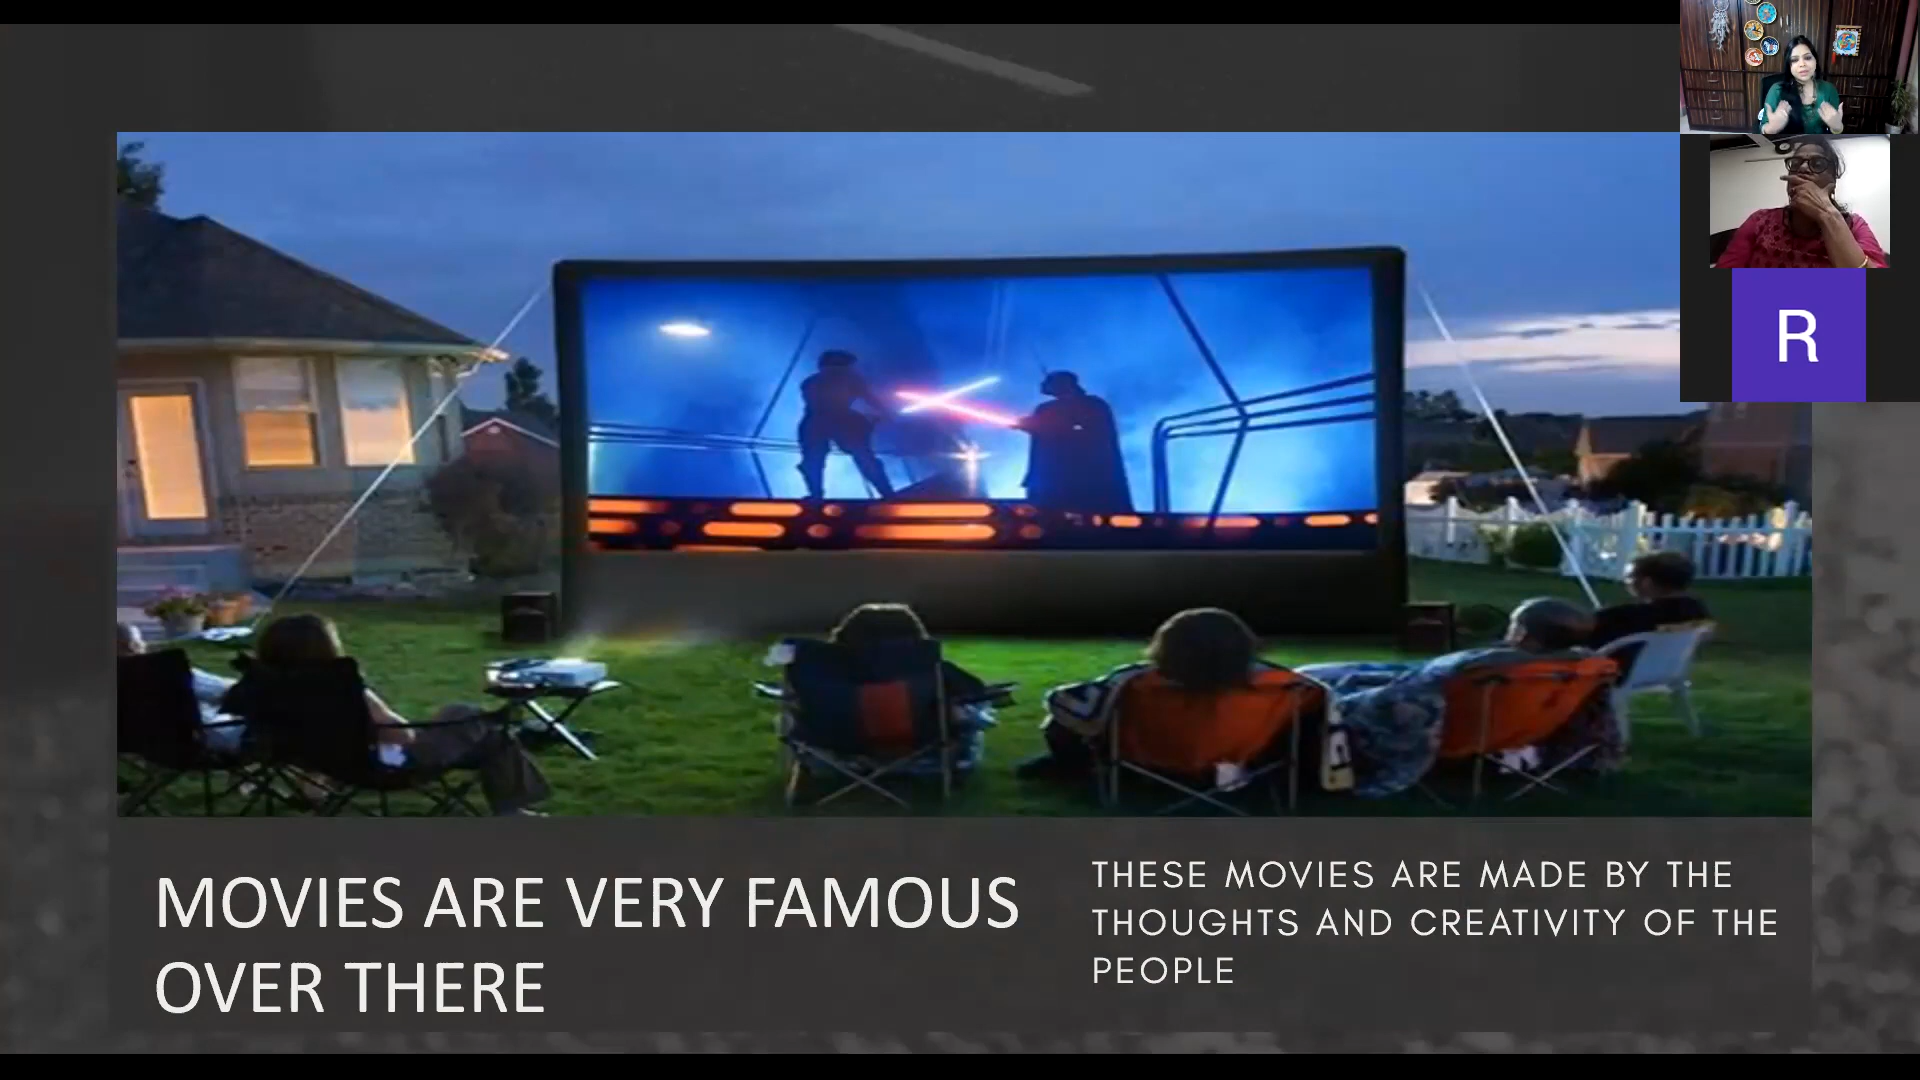 R
MOVIES ARE VERY FAMOUS
OVER THERE
THESE MOVIES ARE MADE BY THE
THOUGHTS AND CREATIVITY OF THE
PEOPLE